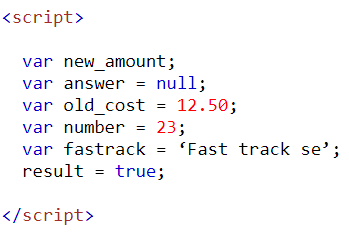 <script>
var new_amount;
var answer = null;
var old_cost = 12.50;
var number = 23;
var fastrack = ‘Fast track se’;
result = true;
</script>